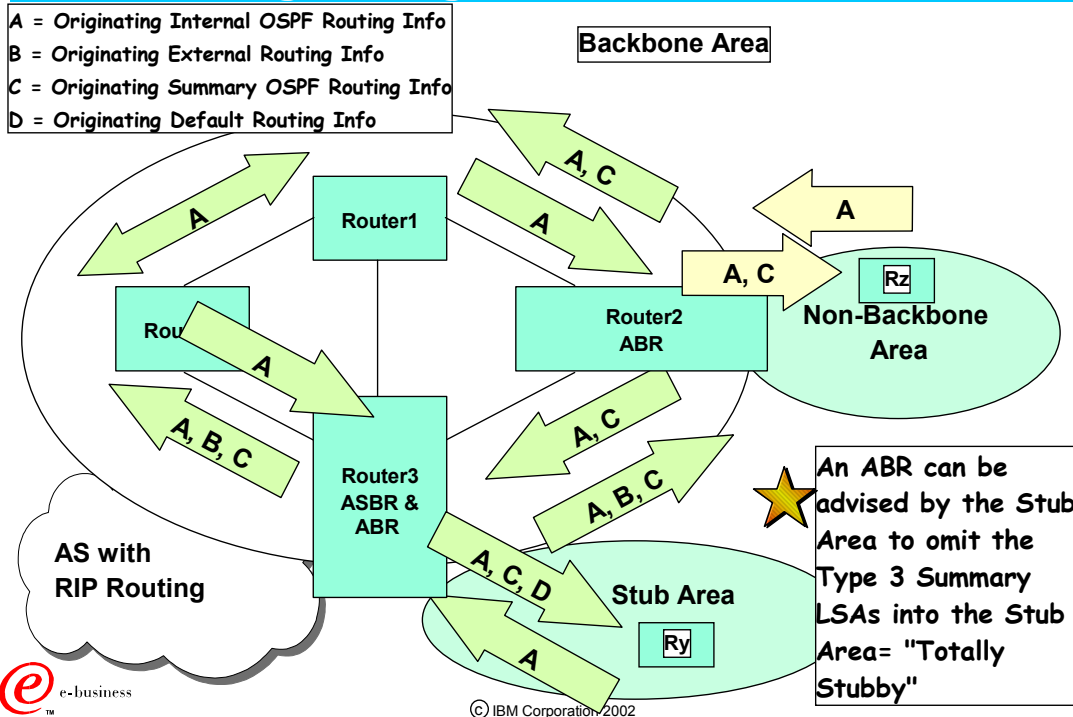 A = Originating Internal OSPF Routing Info
B = Originating External Routing Info
C = Originating Summary OSPF Routing Info
D = Originating Default Routing Info
Backbone Area
A, C
A
A
Router1
A
A, C
Rz
Non-Backbone
Area
Router2
ABR
Rou
A
A, B, C
A, C
A, B, C
Router3
ASBR &
ABR
AS with
RIP Routing
A, C, D
Stub Area
Ry
A
An ABR can be
advised by the Stub
Area to omit the
Type 3 Summary
LSAs into the Stub
Area= "Totally
Stubby"
e e-business
TM
© IBM Corporation 2002